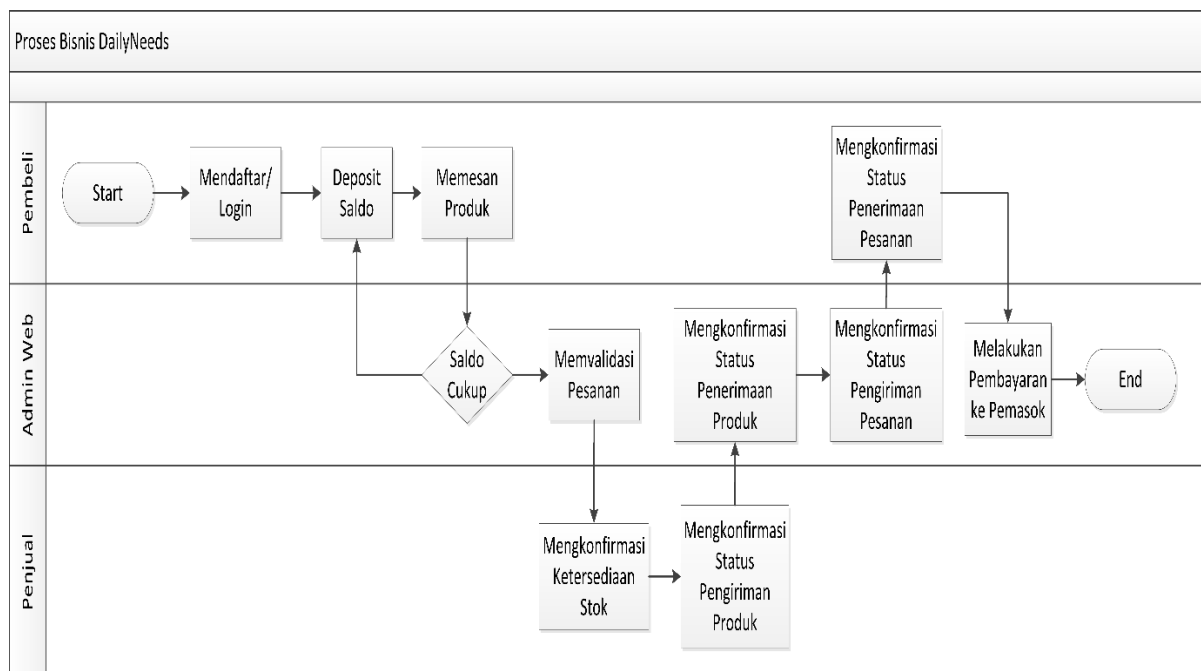 Proses Bisnis DailyNeeds
Pembeli
Start
Mendaftar/
Login
Deposit
Saldo
Memesan
Produk
Mengkonfirmasi
Status
Penerimaan
Pesanan
Admin Web
Saldo
Cukup
Memvalidasi
Pesanan
Mengkonfirmasi
Status
Penerimaan
Produk
Mengkonfirmasi
Status
Pengiriman
Pesanan
Melakukan
Pembayaran
ke Pemasok
End
Penjual
Mengkonfirmasi
Ketersediaan
Stok
Mengkonfirmasi
Status
Pengiriman
Produk